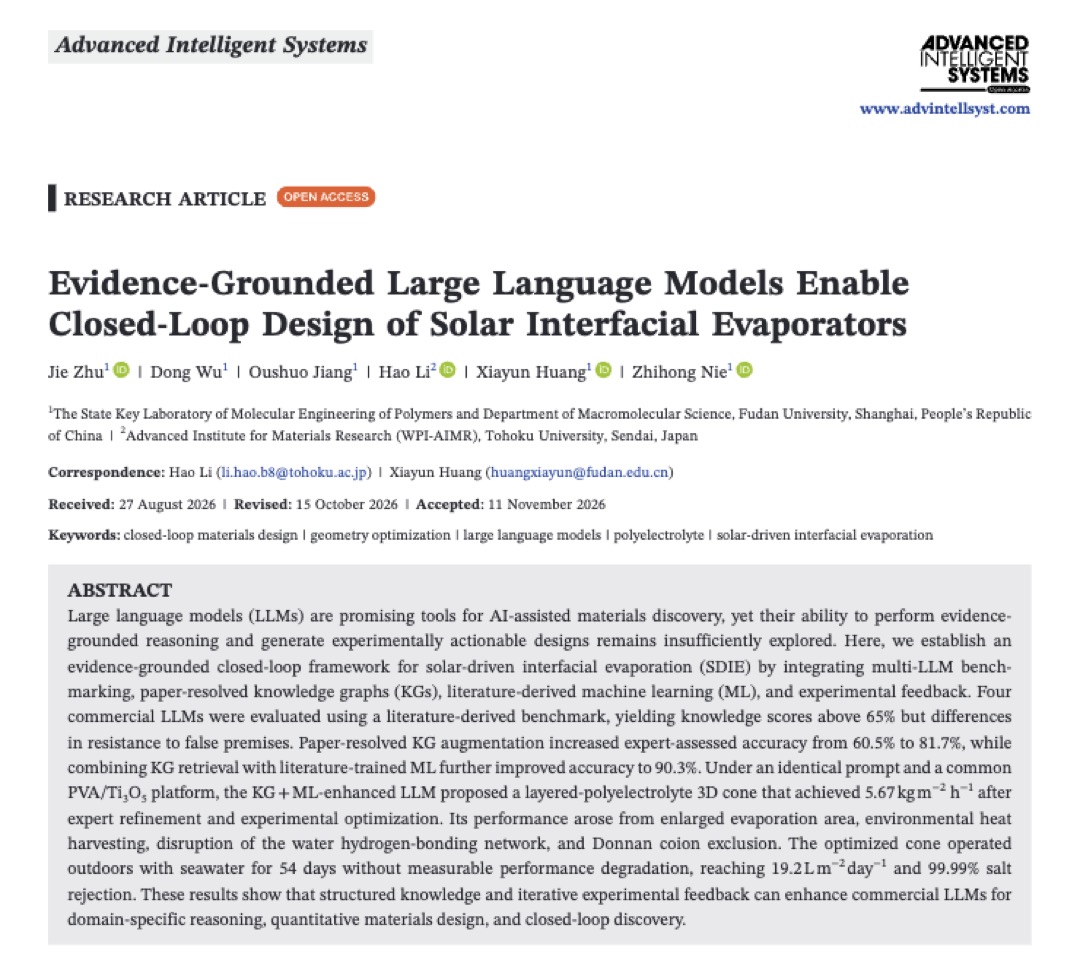 Advanced Intelligent Systems
ADVANCED
INTELLIGENT
SYSTEMS
Open Access
www.advintellsyst.com
RESEARCH ARTICLE OPEN ACCESS
Evidence-Grounded Large Language Models Enable
Closed-Loop Design of Solar Interfacial Evaporators
Jie Zhu¹ iD | Dong Wu¹ | Oushuo Jiang¹ | Hao Li² iD | Xiayun Huang¹ iD | Zhihong Nie¹ iD
¹The State Key Laboratory of Molecular Engineering of Polymers and Department of Macromolecular Science, Fudan University, Shanghai, People's Republic
of China | ²Advanced Institute for Materials Research (WPI-AIMR), Tohoku University, Sendai, Japan
Correspondence: Hao Li (li.hao.b8@tohoku.ac.jp) | Xiayun Huang (huangxiayun@fudan.edu.cn)
Received: 27 August 2026 | Revised: 15 October 2026 | Accepted: 11 November 2026
Keywords: closed-loop materials design | geometry optimization | large language models | polyelectrolyte | solar-driven interfacial evaporation
ABSTRACT
Large language models (LLMs) are promising tools for AI-assisted materials discovery, yet their ability to perform evidence-
grounded reasoning and generate experimentally actionable designs remains insufficiently explored. Here, we establish an
evidence-grounded closed-loop framework for solar-driven interfacial evaporation (SDIE) by integrating multi-LLM bench-
marking, paper-resolved knowledge graphs (KGs), literature-derived machine learning (ML), and experimental feedback. Four
commercial LLMs were evaluated using a literature-derived benchmark, yielding knowledge scores above 65% but differences
in resistance to false premises. Paper-resolved KG augmentation increased expert-assessed accuracy from 60.5% to 81.7%, while
combining KG retrieval with literature-trained ML further improved accuracy to 90.3%. Under an identical prompt and a common
PVA/Ti₃O₅ platform, the KG+ML-enhanced LLM proposed a layered-polyelectrolyte 3D cone that achieved 5.67 kg m⁻² h⁻¹ after
expert refinement and experimental optimization. Its performance arose from enlarged evaporation area, environmental heat
harvesting, disruption of the water hydrogen-bonding network, and Donnan coion exclusion. The optimized cone operated
outdoors with seawater for 54 days without measurable performance degradation, reaching 19.2 L m⁻² day⁻¹ and 99.99% salt
rejection. These results show that structured knowledge and iterative experimental feedback can enhance commercial LLMs for
domain-specific reasoning, quantitative materials design, and closed-loop discovery.